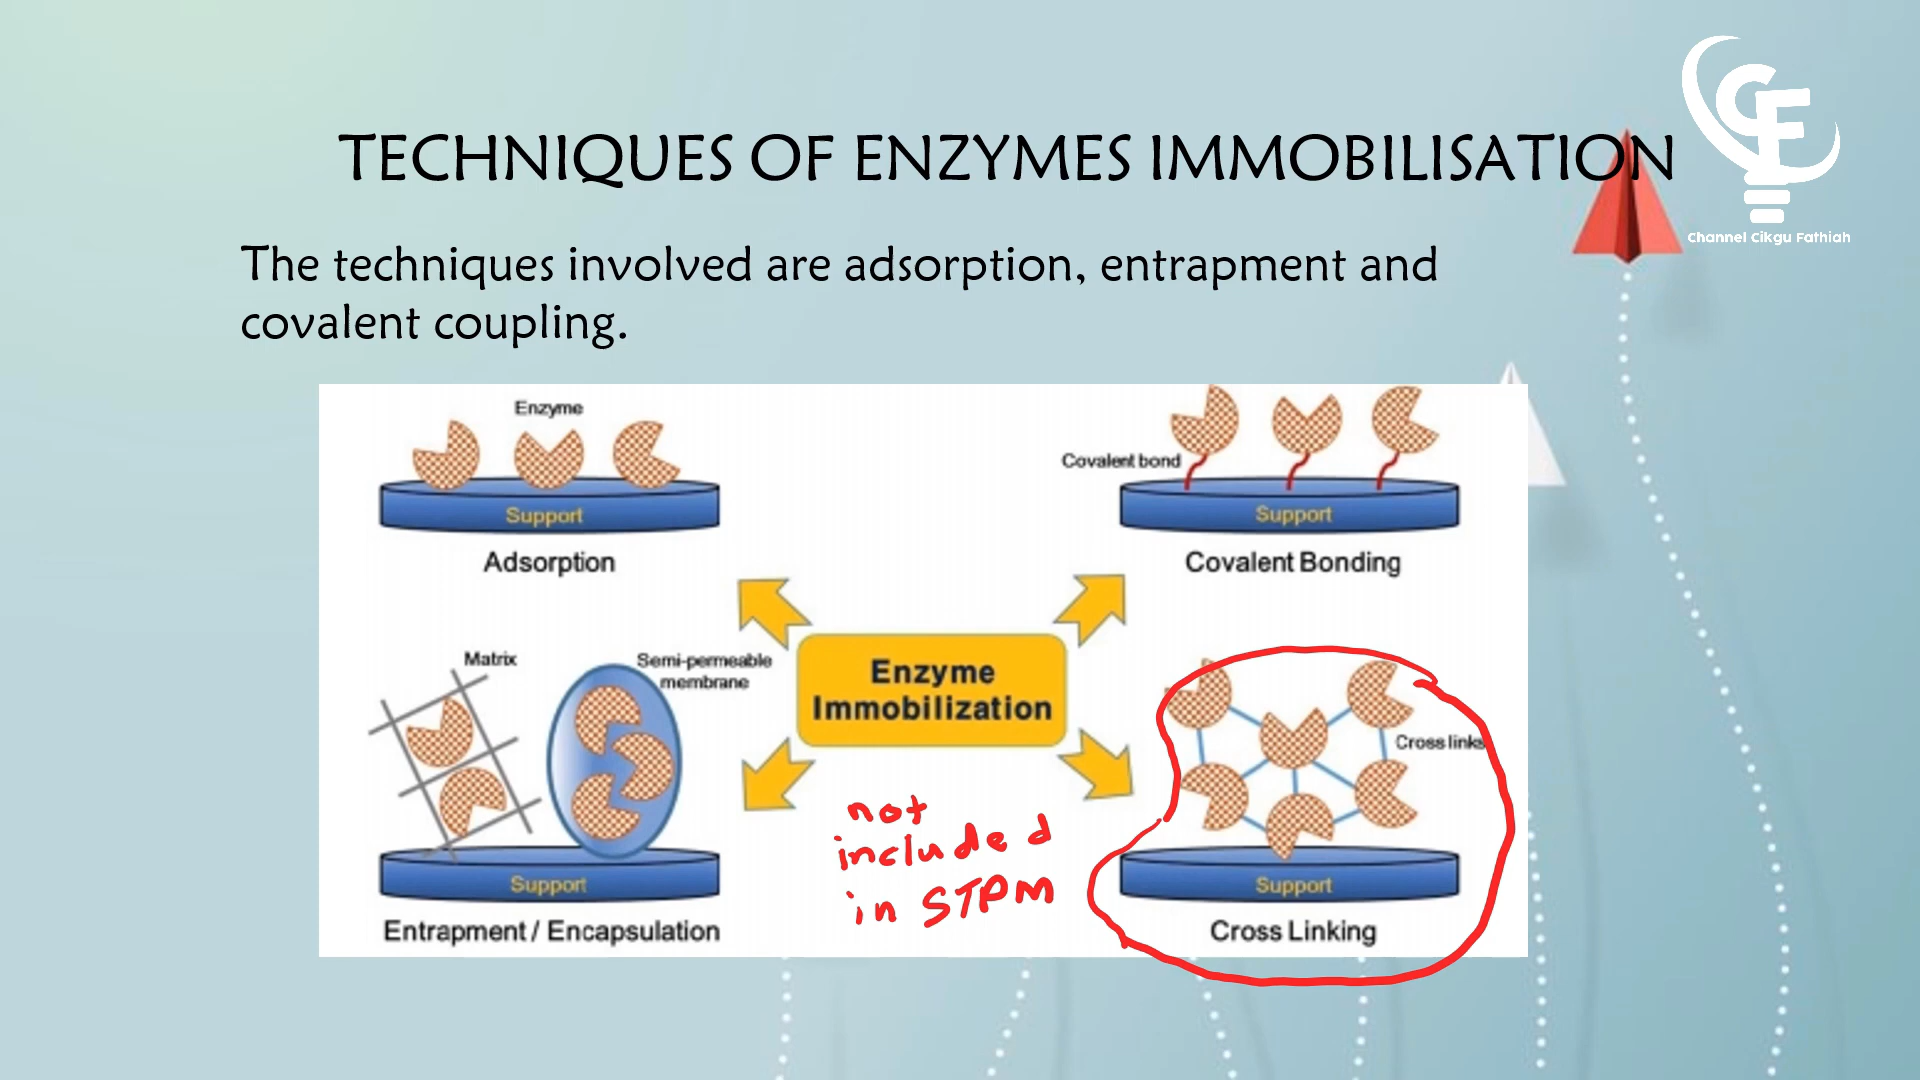 CF
Channel Cikgu Fathiah
TECHNIQUES OF ENZYMES IMMOBILISATION
The techniques involved are adsorption, entrapment and
covalent coupling.
Enzyme
Support
Adsorption
Covalent bond
Support
Covalent Bonding
Enzyme
Immobilization
Matrix
Semi-permeable
membrane
Support
Entrapment / Encapsulation
not
included
in STPM
Cross links
Support
Cross Linking